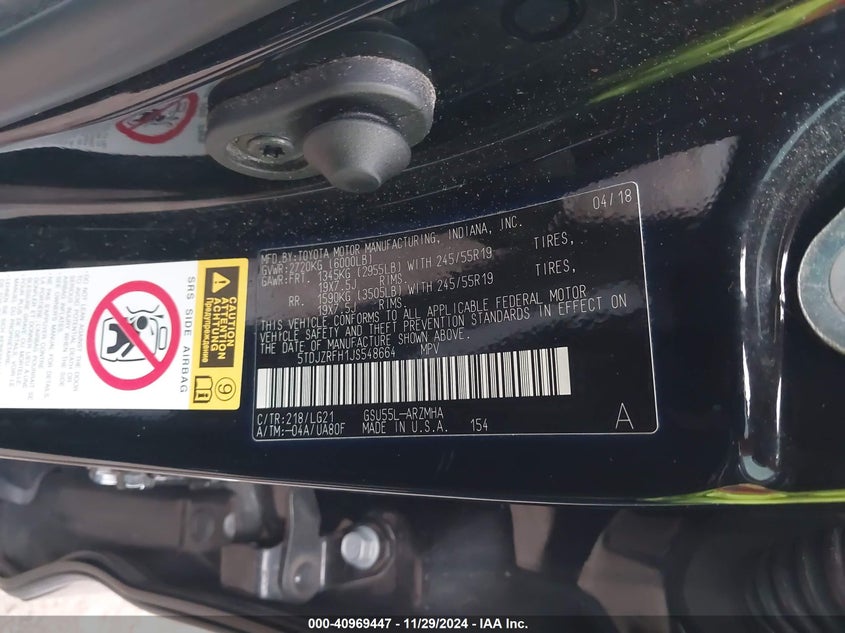 04/18
MFD.BY:TOYOTA MOTOR MANUFACTURING, INDIANA, INC.
GVWR:2720KG (6000LB)
GAWR:FRT. 1345KG (2955LB) WITH 245/55R19 TIRES,
19X7.5J RIMS,
RR. 1590KG (3505LB) WITH 245/55R19 TIRES,
19X7.5J RIMS.
THIS VEHICLE CONFORMS TO ALL APPLICABLE FEDERAL MOTOR
VEHICLE SAFETY AND THEFT PREVENTION STANDARDS IN EFFECT ON
THE DATE OF MANUFACTURE SHOWN ABOVE.
5TDJZRFH1JS548664 MPV
C/TR:218/LG21 GSU55L-ARZMHA
A/TM:-04A/UA80F MADE IN U.S.A. 154
A
CAUTION
ATTENTION
Предупреждение
9
SRS SIDE AIRBAG
000-40969447 - 11/29/2024 - IAA Inc.